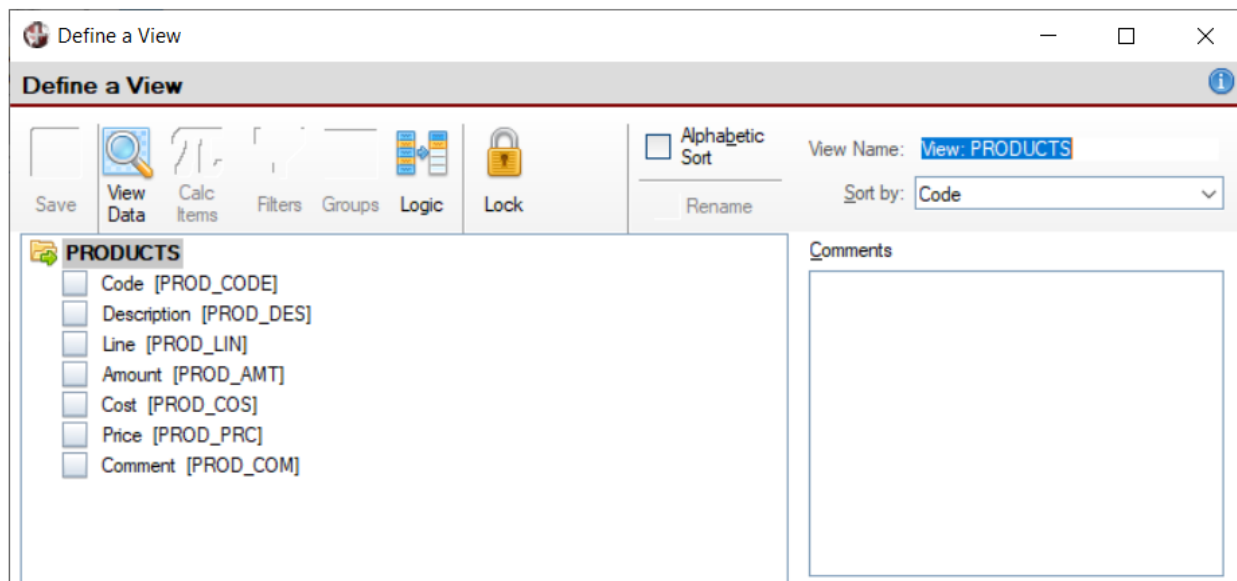 Define a View
Define a View
Save
View
Data
Calc
Items
Filters
Groups
Logic
Lock
Alphabetic
Sort
Rename
View Name: View: PRODUCTS
Sort by: Code
PRODUCTS
Code [PROD_CODE]
Description [PROD_DES]
Line [PROD_LIN]
Amount [PROD_AMT]
Cost [PROD_COS]
Price [PROD_PRC]
Comment [PROD_COM]
Comments